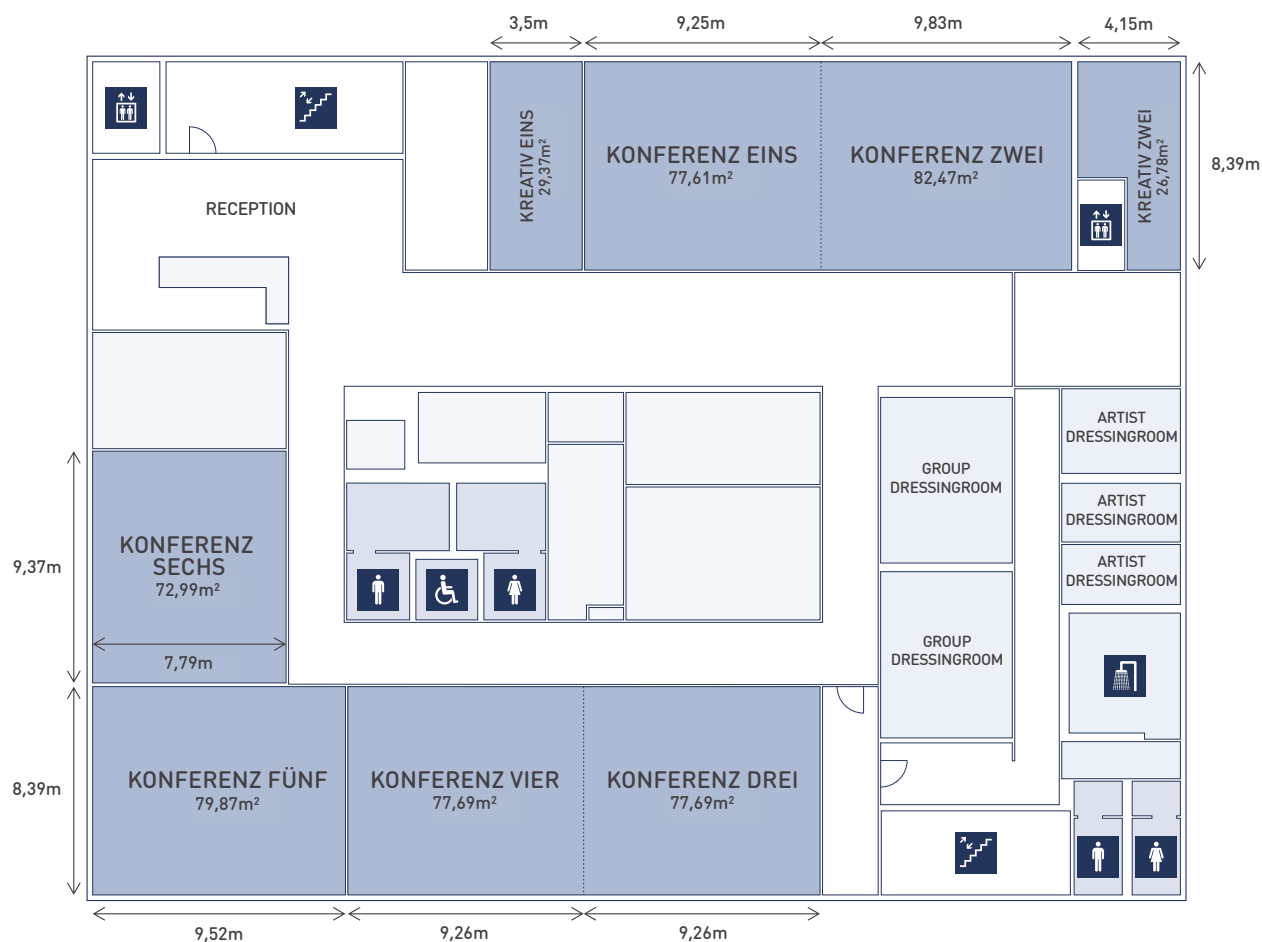 3,5m
9,25m
9,83m
4,15m
KREATIV EINS
29,37m²
KONFERENZ EINS
77,61m²
KONFERENZ ZWEI
82,47m²
KREATIV ZWEI
26,78m²
8,39m
RECEPTION
ARTIST
DRESSINGROOM
GROUP
DRESSINGROOM
ARTIST
DRESSINGROOM
ARTIST
DRESSINGROOM
KONFERENZ
SECHS
72,99m²
9,37m
7,79m
GROUP
DRESSINGROOM
8,39m
KONFERENZ FÜNF
79,87m²
KONFERENZ VIER
77,69m²
KONFERENZ DREI
77,69m²
9,52m
9,26m
9,26m